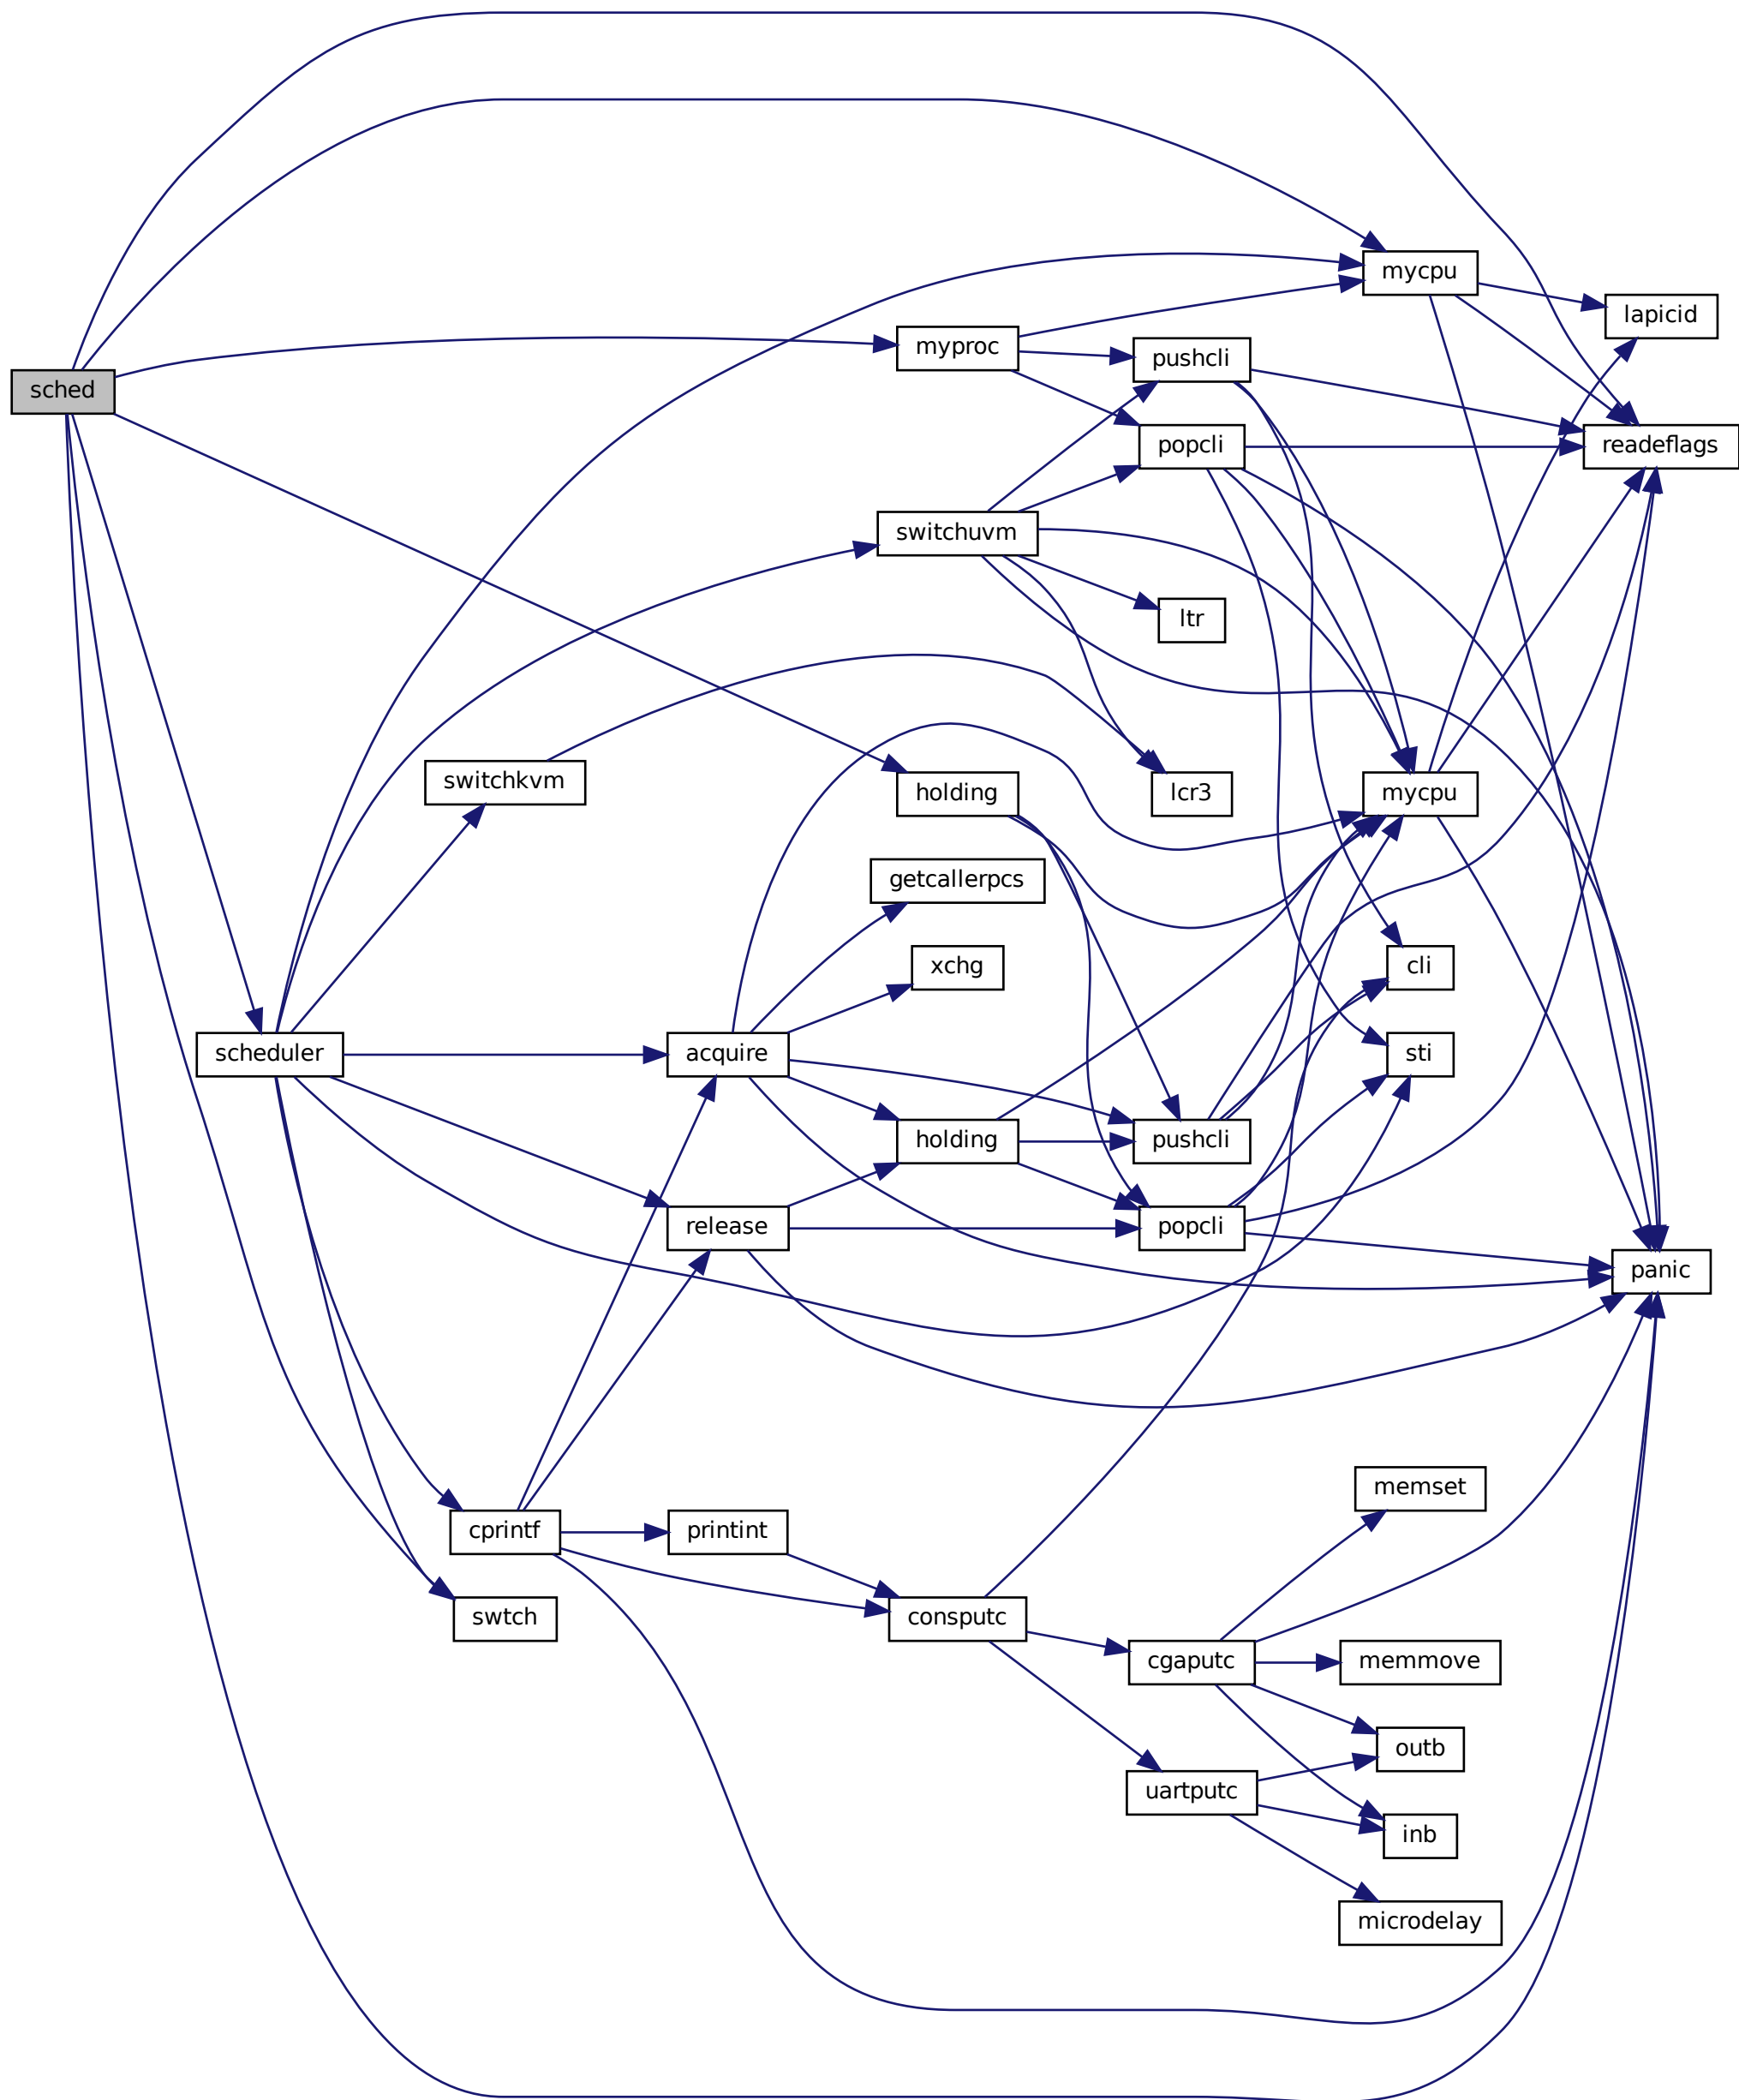 sched
scheduler
switchkvm
cprintf
swtch
acquire
release
printint
myproc
switchuvm
holding
getcallerpcs
xchg
holding
consputc
pushcli
popcli
ltr
lcr3
pushcli
popcli
cgaputc
uartputc
mycpu
mycpu
cli
sti
memset
memmove
outb
inb
microdelay
lapicid
readeflags
panic